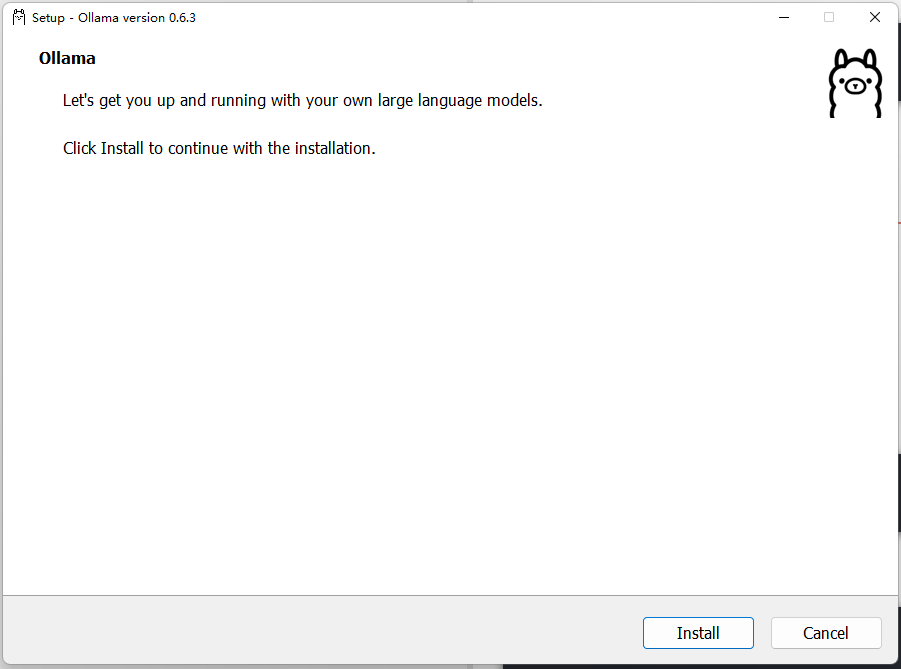 Setup - Ollama version 0.6.3
Ollama
Let's get you up and running with your own large language models.
Click Install to continue with the installation.
Install
Cancel